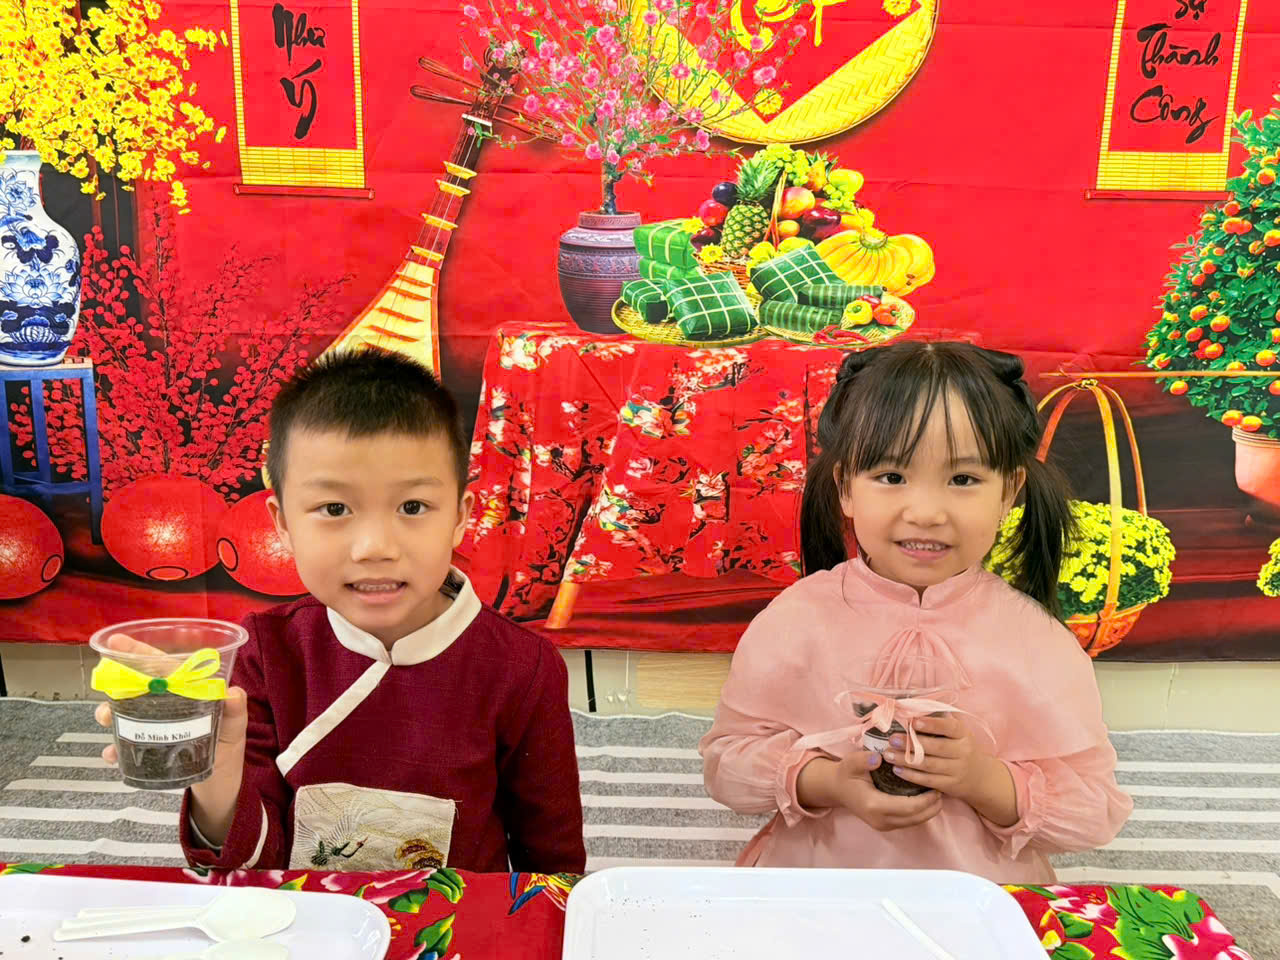 Như
Ý
Sự
Thành
Công
Đỗ Minh Khôi